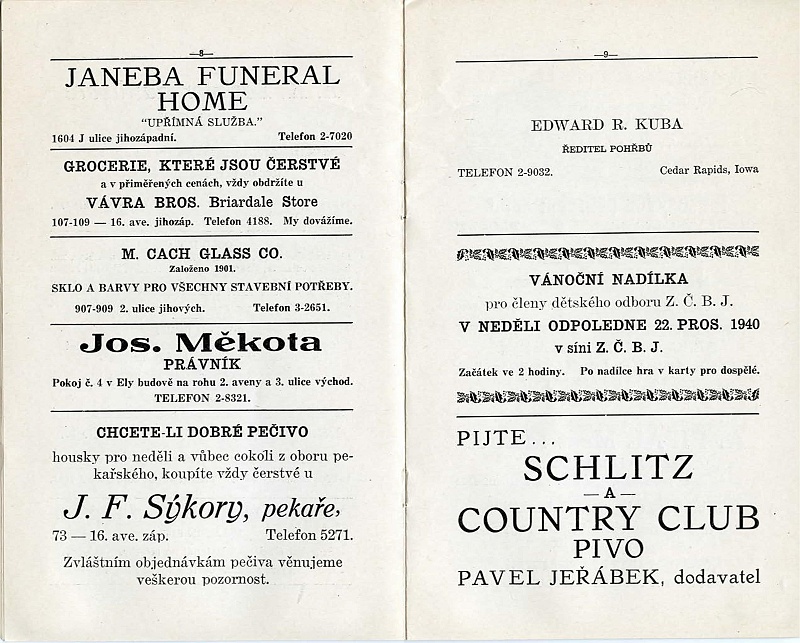 —8—
JANEBA FUNERAL
HOME
“UPŘÍMNÁ SLUŽBA.”
1604 J ulice jihozápadní. Telefon 2-7020
GROCERIE, KTERÉ JSOU ČERSTVÉ
a v přiměřených cenách, vždy obdržíte u
VÁVRA BROS. Briardale Store
107-109 — 16. ave. jihozáp. Telefon 4188. My dovážíme.
M. CACH GLASS CO.
Založeno 1901.
SKLO A BARVY PRO VŠECHNY STAVEBNÍ POTŘEBY.
907-909 2. ulice jihových. Telefon 3-2651.
Jos. Měkota
PRÁVNÍK
Pokoj č. 4 v Ely budově na rohu 2. aveny a 3. ulice východ.
TELEFON 2-8321.
CHCETE-LI DOBRÉ PEČIVO
housky pro neděli a vůbec cokoli z oboru pe-
kařského, koupíte vždy čerstvé u
J. F. Sýkory, pekaře,
73 — 16. ave. záp. Telefon 5271.
Zvláštním objednávkám pečiva věnujeme
veškerou pozornost.
—9—
EDWARD R. KUBA
ŘEDITEL POHŘBŮ
TELEFON 2-9032. Cedar Rapids, Iowa
VÁNOČNÍ NADÍLKA
pro členy dětského odboru Z. Č. B. J.
V NEDĚLI ODPOLEDNE 22. PROS. 1940
v síni Z. Č. B. J.
Začátek ve 2 hodiny. Po nadílce hra v karty pro dospělé.
PIJTE...
SCHLITZ
— A —
COUNTRY CLUB
PIVO
PAVEL JEŘÁBEK, dodavatel